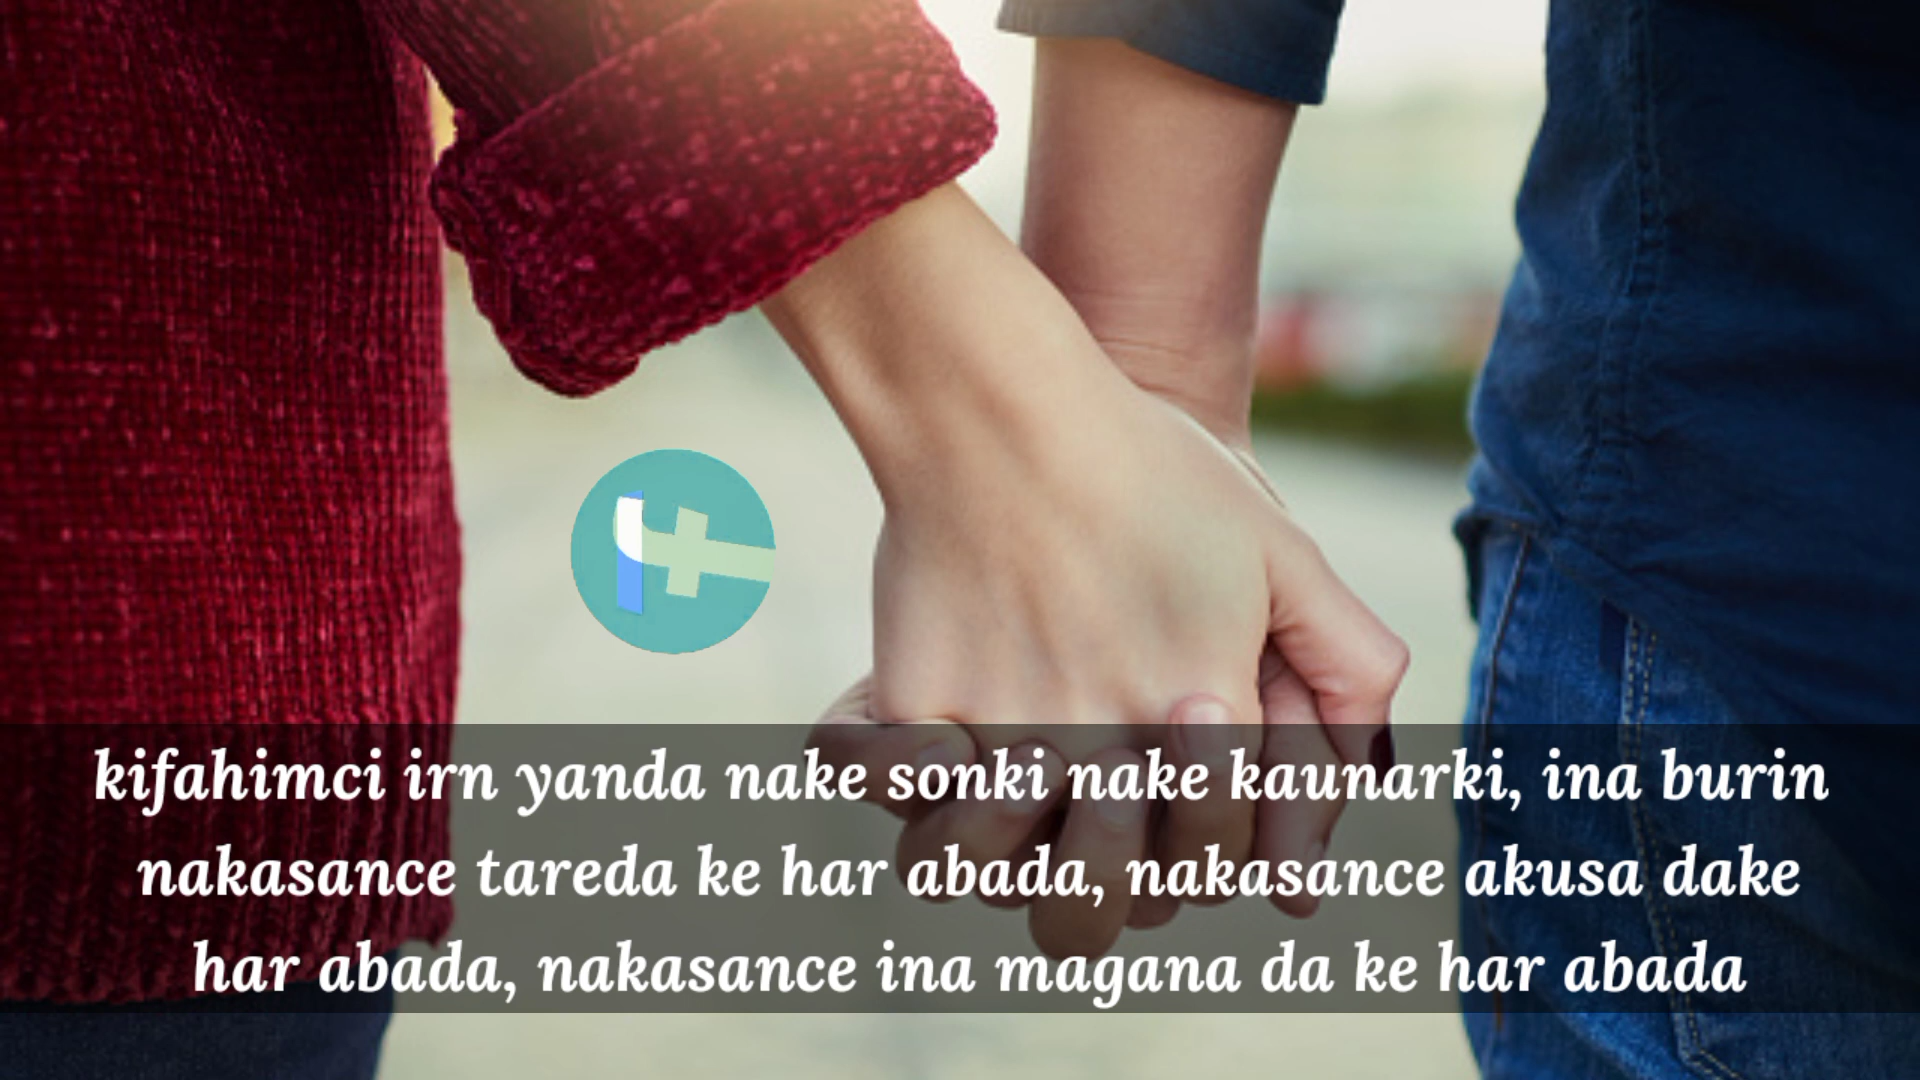 kifahimci irn yanda nake sonki nake kaunarki, ina burin
nakasance tareda ke har abada, nakasance akusa dake
har abada, nakasance ina magana da ke har abada